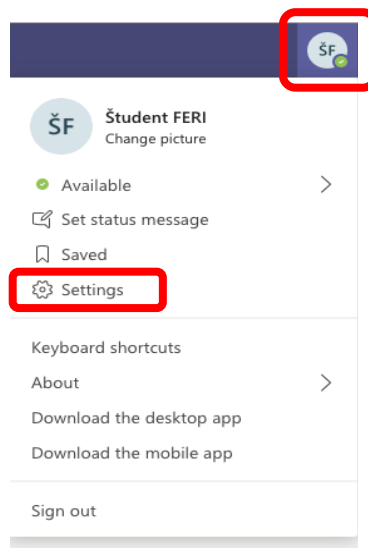 ŠF
ŠF
Študent FERI
Change picture
Available
Set status message
Saved
Settings
Keyboard shortcuts
About
Download the desktop app
Download the mobile app
Sign out